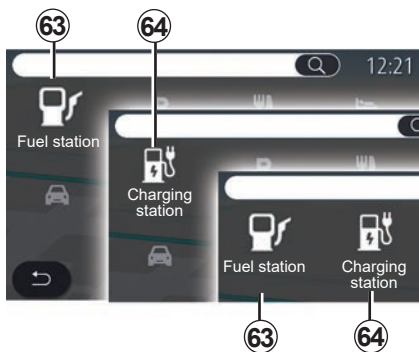 63
64
12:21
Fuel station
Charging
station
Fuel station
Charging
station
63
64